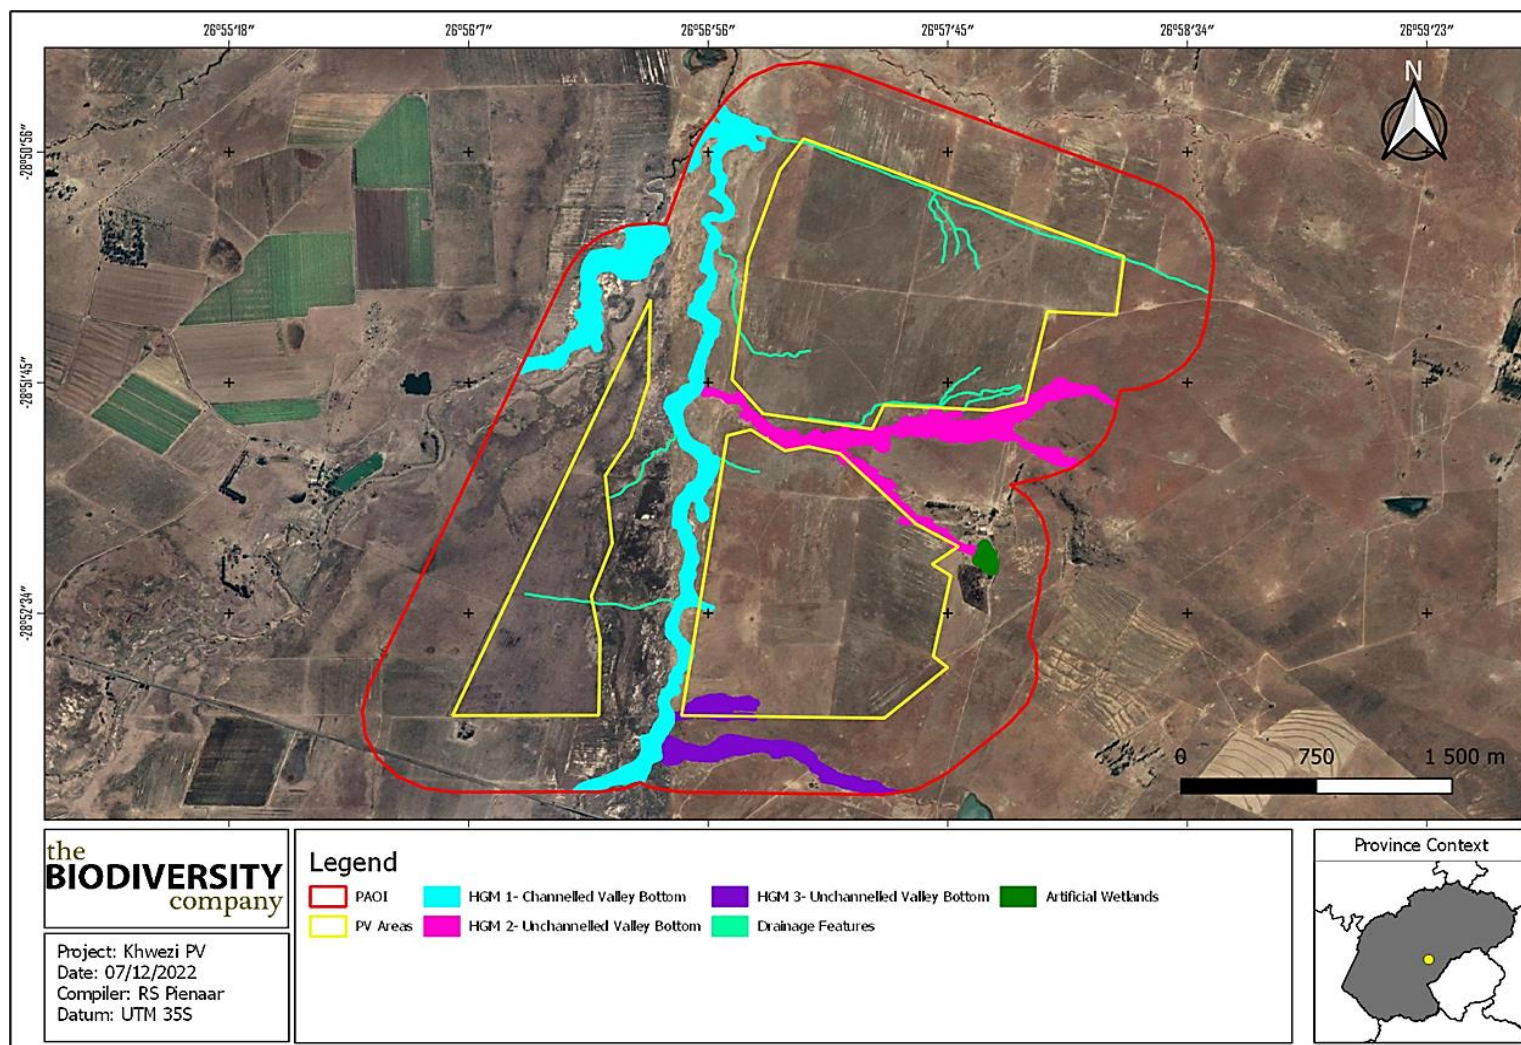 26°55'18" 26°56'7" 26°56'56" 26°57'45" 26°58'34" 26°59'23"
N
-28°50'56"
-28°51'45"
-28°52'34"
0 750 1 500 m
the
BIODIVERSITY
company
Project: Khwezi PV
Date: 07/12/2022
Compiler: RS Pienaar
Datum: UTM 35S
Legend
PAOI HGM 1- Channelled Valley Bottom HGM 3- Unchannelled Valley Bottom Artificial Wetlands
PV Areas HGM 2- Unchannelled Valley Bottom Drainage Features
Province Context